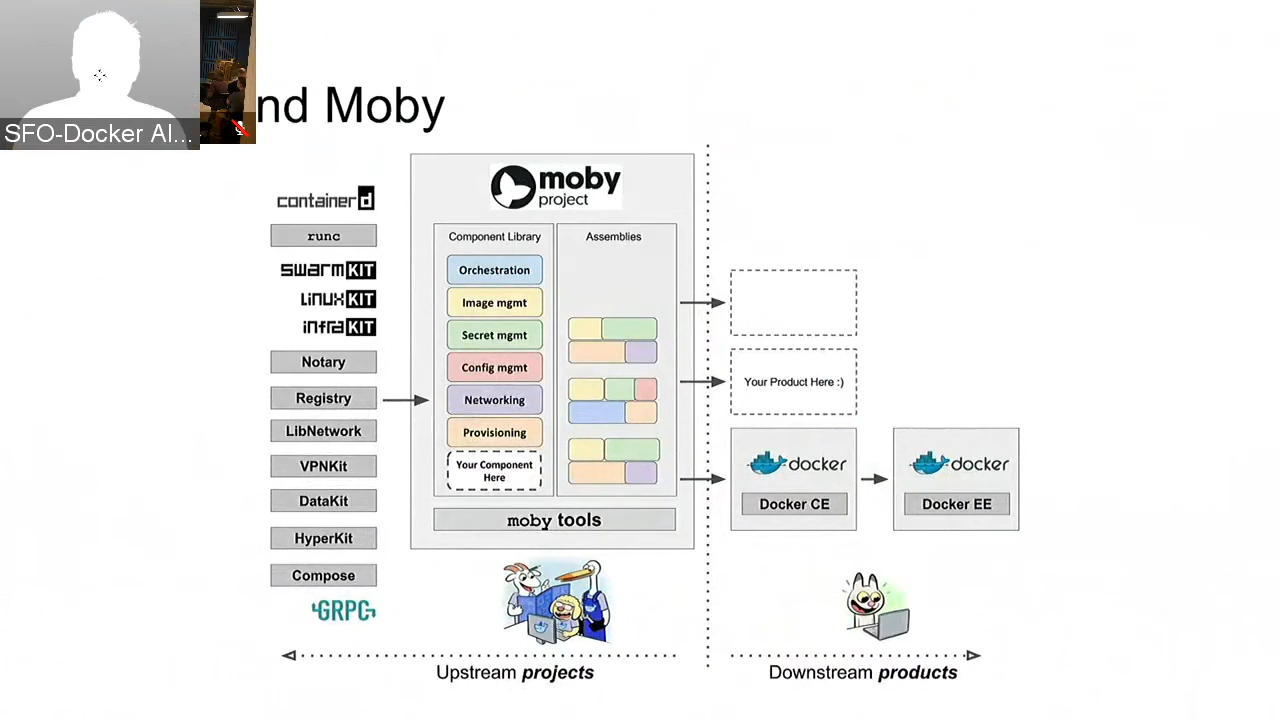 SFO-Docker Al...
nd Moby
containerd
runc
swarmKIT
LinuxKIT
infraKIT
Notary
Registry
LibNetwork
VPNKit
DataKit
HyperKit
Compose
GRPC
moby
project
Component Library
Orchestration
Image mgmt
Secret mgmt
Config mgmt
Networking
Provisioning
Your Component
Here
Assemblies
moby tools
Your Product Here :)
docker
Docker CE
docker
Docker EE
Upstream projects
Downstream products